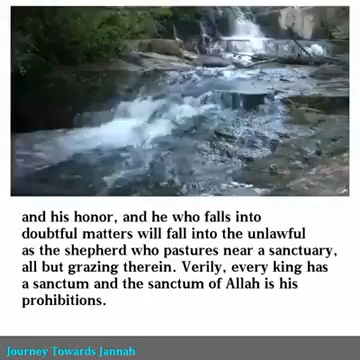 and his honor, and he who falls into
doubtful matters will fall into the unlawful
as the shepherd who pastures near a sanctuary,
all but grazing therein. Verily, every king has
a sanctum and the sanctum of Allah is his
prohibitions.
Journey Towards Jannah